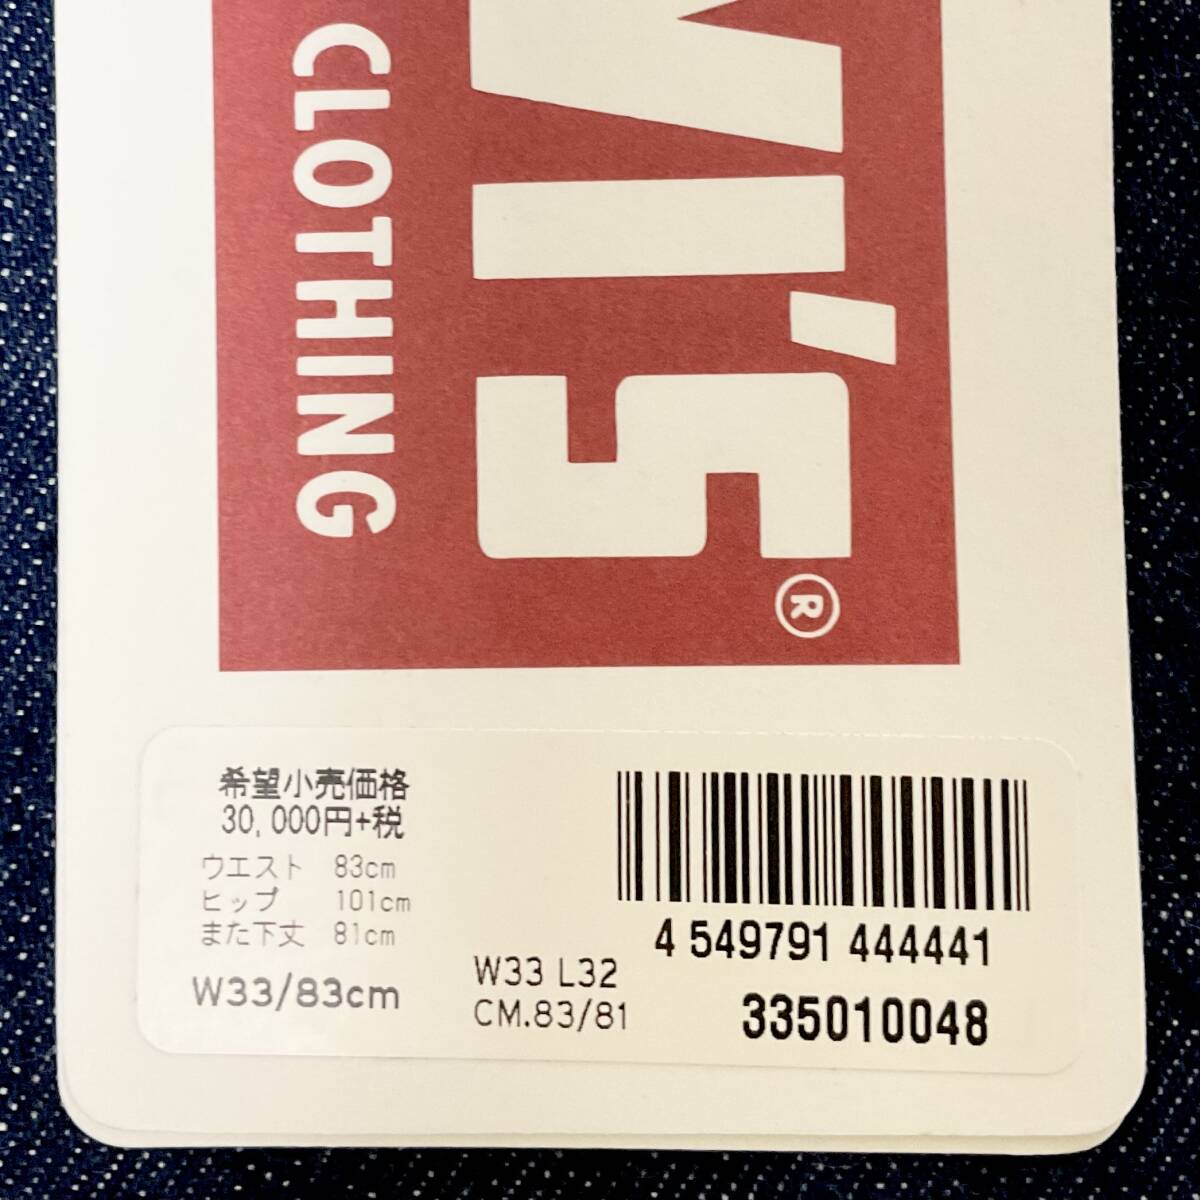 VI'S®
CLOTHING
希望小売価格
30,000円+税
ウエスト 83cm
ヒップ 101cm
また下丈 81cm
W33/83cm
W33 L32
CM.83/81
4 549791 444441
335010048